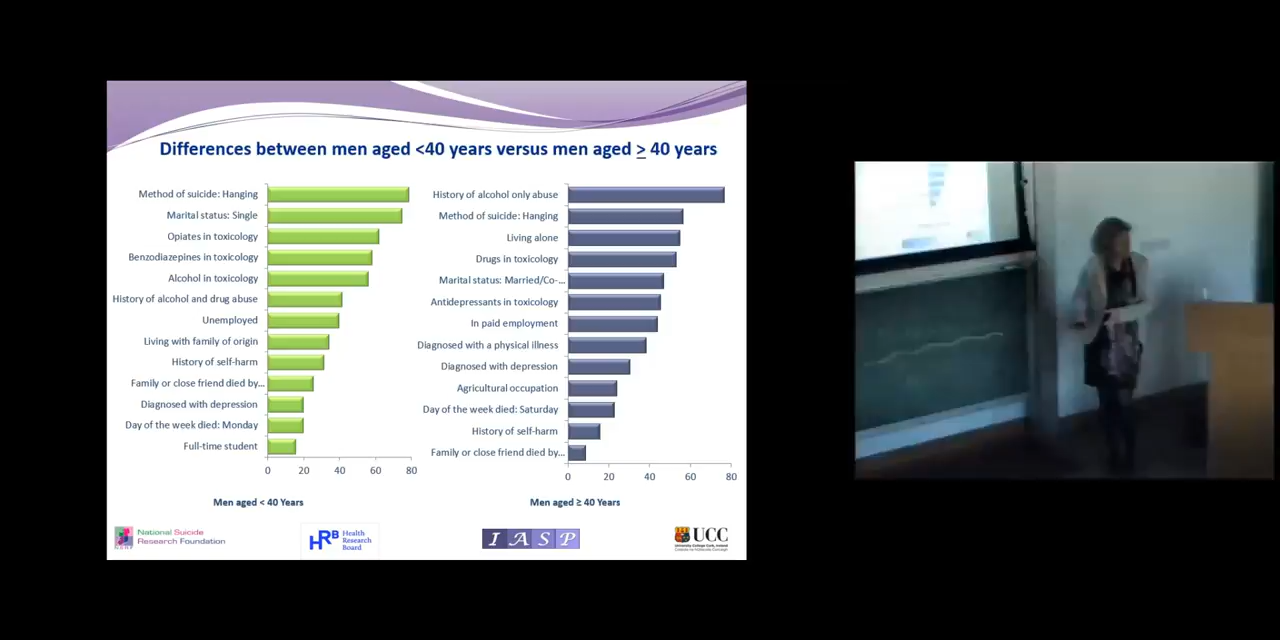 Differences between men aged <40 years versus men aged ≥ 40 years
Method of suicide: Hanging
Marital status: Single
Opiates in toxicology
Benzodiazepines in toxicology
Alcohol in toxicology
History of alcohol and drug abuse
Unemployed
Living with family of origin
History of self-harm
Family or close friend died by...
Diagnosed with depression
Day of the week died: Monday
Full-time student
0 20 40 60 80
Men aged < 40 Years
History of alcohol only abuse
Method of suicide: Hanging
Living alone
Drugs in toxicology
Marital status: Married/Co-...
Antidepressants in toxicology
In paid employment
Diagnosed with a physical illness
Diagnosed with depression
Agricultural occupation
Day of the week died: Saturday
History of self-harm
Family or close friend died by...
0 20 40 60 80
Men aged ≥ 40 Years
National Suicide
Research Foundation
HRB Health
Research
Board
IASP
UCC
University College Cork, Ireland